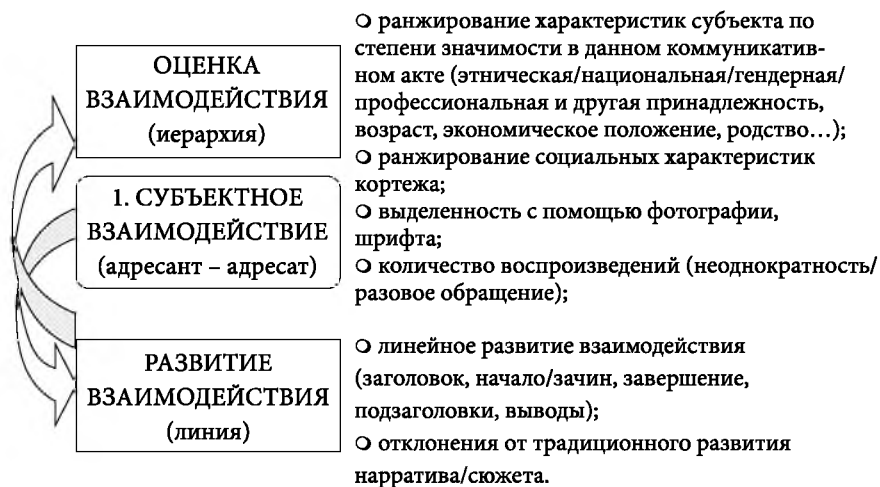 ОЦЕНКА
ВЗАИМОДЕЙСТВИЯ
(иерархия)
1. СУБЪЕКТНОЕ
ВЗАИМОДЕЙСТВИЕ
(адресант – адресат)
РАЗВИТИЕ
ВЗАИМОДЕЙСТВИЯ
(линия)
❍ ранжирование характеристик субъекта по
степени значимости в данном коммуникатив-
ном акте (этническая/национальная/гендерная/
профессиональная и другая принадлежность,
возраст, экономическое положение, родство…);
❍ ранжирование социальных характеристик
кортежа;
❍ выделенность с помощью фотографии,
шрифта;
❍ количество воспроизведений (неоднократность/
разовое обращение);
❍ линейное развитие взаимодействия
(заголовок, начало/зачин, завершение,
подзаголовки, выводы);
❍ отклонения от традиционного развития
нарратива/сюжета.